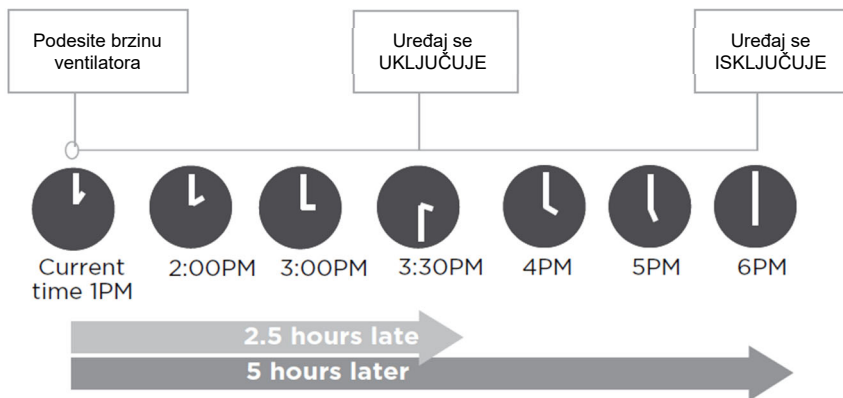 Podesite brzinu
ventilatora
Uređaj se
UKLJUČUJE
Uređaj se
ISKLJUČUJE
Current
time 1PM
2:00PM
3:00PM
3:30PM
4PM
5PM
6PM
2.5 hours late
5 hours later